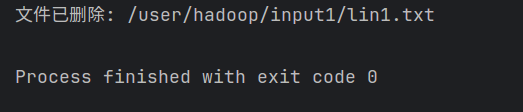 文件已删除: /user/hadoop/input1/lin1.txt
Process finished with exit code 0